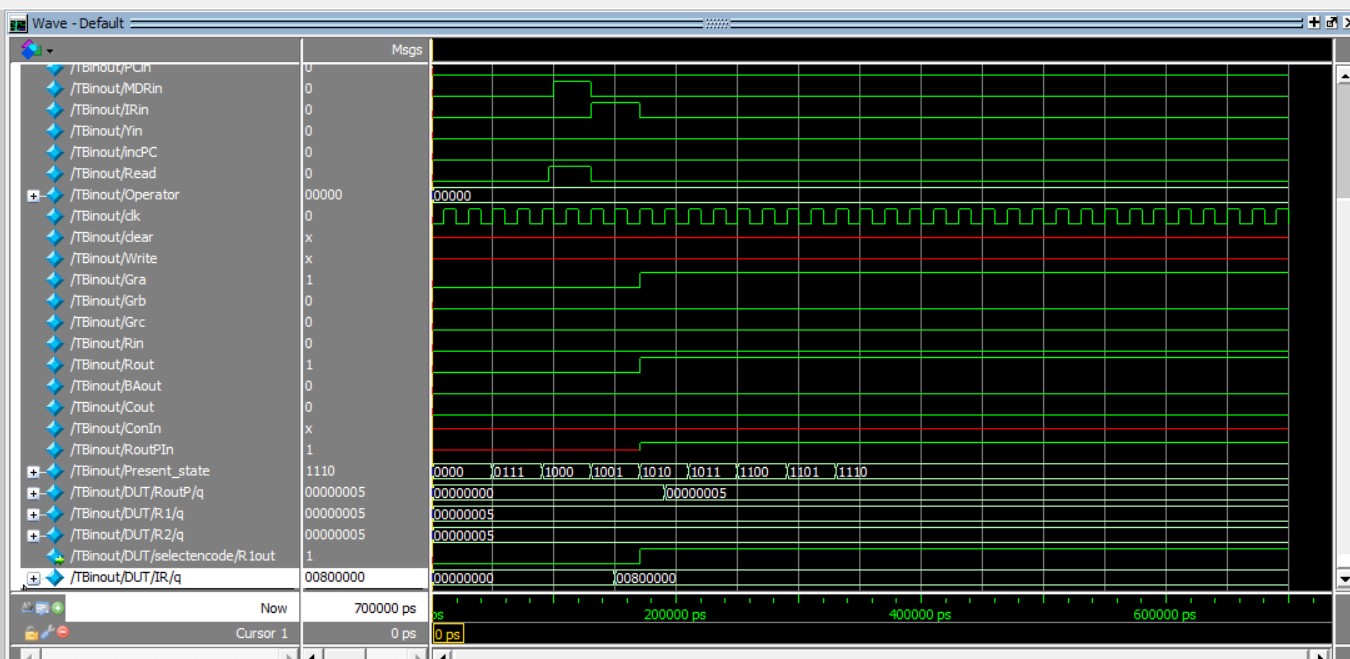 Wave - Default
Msgs
/TBinout/PCin 0
/TBinout/MDRin 0
/TBinout/IRin 0
/TBinout/Yin 0
/TBinout/incPC 0
/TBinout/Read 0
/TBinout/Operator 00000 00000
/TBinout/clk 0
/TBinout/clear x
/TBinout/Write x
/TBinout/Gra 1
/TBinout/Grb 0
/TBinout/Grc 0
/TBinout/Rin 0
/TBinout/Rout 1
/TBinout/BAout 0
/TBinout/Cout 0
/TBinout/ConIn x
/TBinout/RoutPIn 1
/TBinout/Present_state 1110 0000 0111 1000 1001 1010 1011 1100 1101 1110
/TBinout/DUT/RoutP/q 00000005 00000000 00000005
/TBinout/DUT/R1/q 00000005 00000005
/TBinout/DUT/R2/q 00000005 00000005
/TBinout/DUT/selectencode/R1out 1
/TBinout/DUT/IR/q 00800000 00000000 00800000
Now 700000 ps ps 200000 ps 400000 ps 600000 ps
Cursor 1 0 ps 0 ps